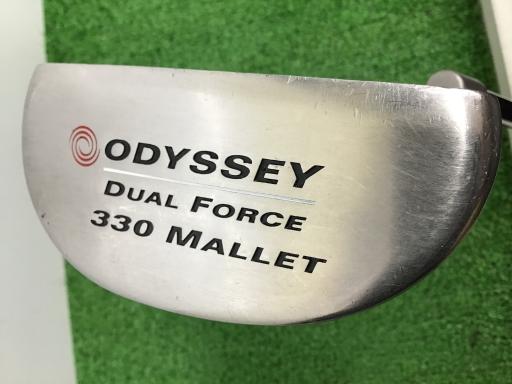 ODYSSEY
DUAL FORCE
330 MALLET